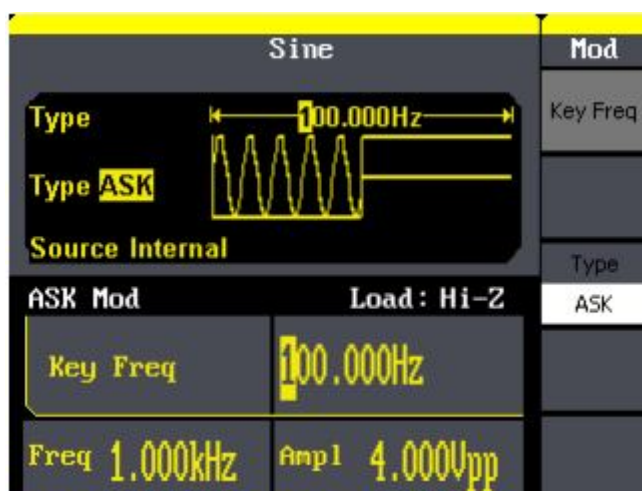 Sine
Mod
Type
100.000Hz
Key Freq
Type ASK
Source Internal
Type
ASK Mod
Load: Hi-Z
ASK
Key Freq
100.000Hz
Freq 1.000kHz
Ampl 4.000Vpp